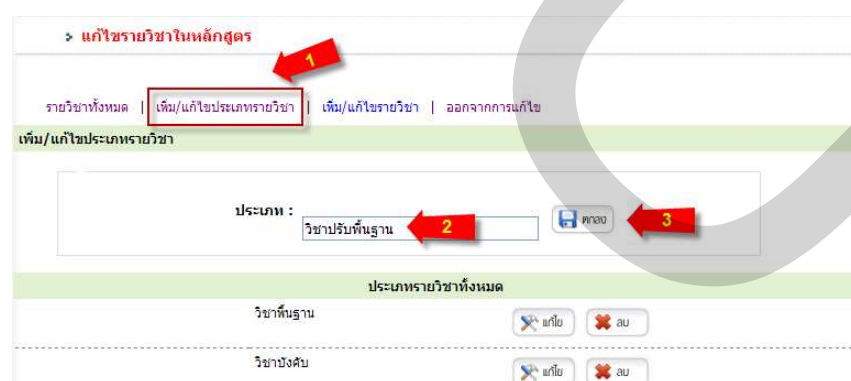 แก้ไขรายวิชาในหลักสูตร
1
รายวิชาทั้งหมด | เพิ่ม/แก้ไขประเภทรายวิชา | เพิ่ม/แก้ไขรายวิชา | ออกจากการแก้ไข
เพิ่ม/แก้ไขประเภทรายวิชา
ประเภท : วิชาปรับพื้นฐาน 2 ตกลง 3
ประเภทรายวิชาทั้งหมด
วิชาพื้นฐาน แก้ไข ลบ
วิชาบังคับ แก้ไข ลบ